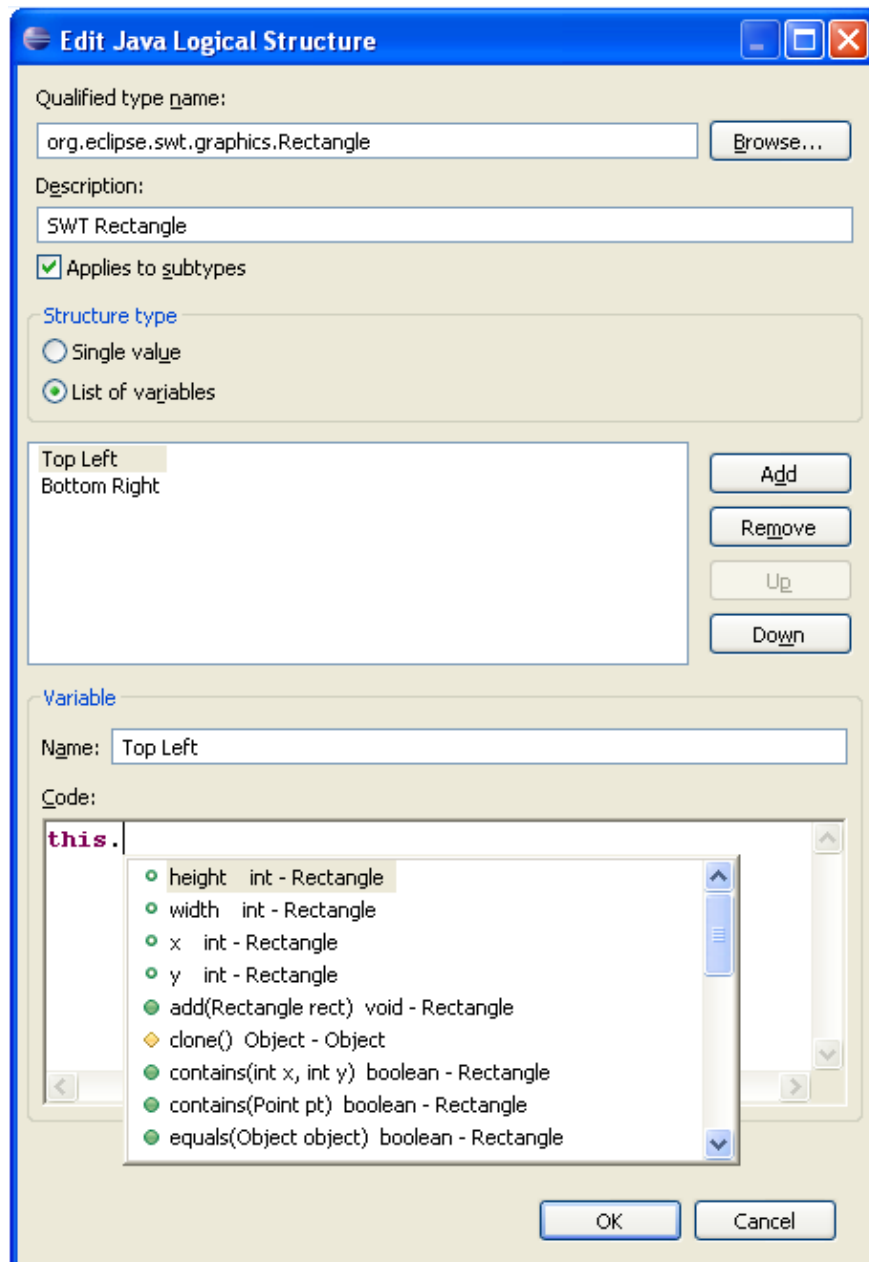 Edit Java Logical Structure
Qualified type name:
org.eclipse.swt.graphics.Rectangle
Browse...
Description:
SWT Rectangle
Applies to subtypes
Structure type
Single value
List of variables
Top Left
Bottom Right
Add
Remove
Up
Down
Variable
Name: Top Left
Code:
this.
height int - Rectangle
width int - Rectangle
x int - Rectangle
y int - Rectangle
add(Rectangle rect) void - Rectangle
clone() Object - Object
contains(int x, int y) boolean - Rectangle
contains(Point pt) boolean - Rectangle
equals(Object object) boolean - Rectangle
OK
Cancel